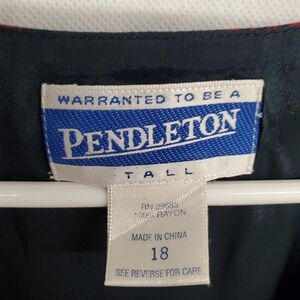 WARRANTED TO BE A
PENDLETON
TALL
RN 29685
100% RAYON
MADE IN CHINA
18
SEE REVERSE FOR CARE